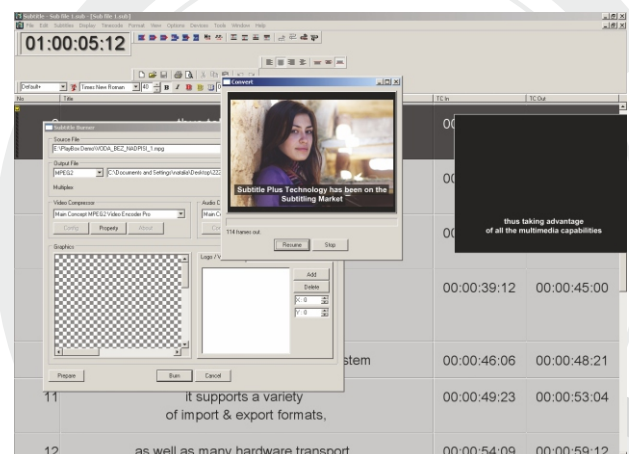 Subtitle - Sub file 1.sub - [Sub file 1.sub]
File Edit Subtitles Display Timecode Format View Options Devices Tools Window Help
01:00:05:12
Default+ Times New Roman 40 B I
No Title TC In TC Out
Convert
Subtitle Plus Technology has been on the
Subtitling Market
114 frames out
Resume Stop
Subtitle Burner
Source File
E:\PlayBox Demo\VODA_BEZ_NADPISI_1.mpg
Output File
MPEG2 C:\Documents and Settings\natalia\Desktop\222
Multiplex
Video Compressor
Main Concept MPEG2 Video Encoder Pro
Config Property About
Audio C
Main C
Graphics
Logo / V
Add
Delete
X: 0
Y: 0
Prepare Burn Cancel
thus taking advantage
of all the multimedia capabilities
00:00:39:12 00:00:45:00
stem 00:00:46:06 00:00:48:21
11 it supports a variety 00:00:49:23 00:00:53:04
of import & export formats,
12 as well as many hardware transport 00:00:54:09 00:00:59:12